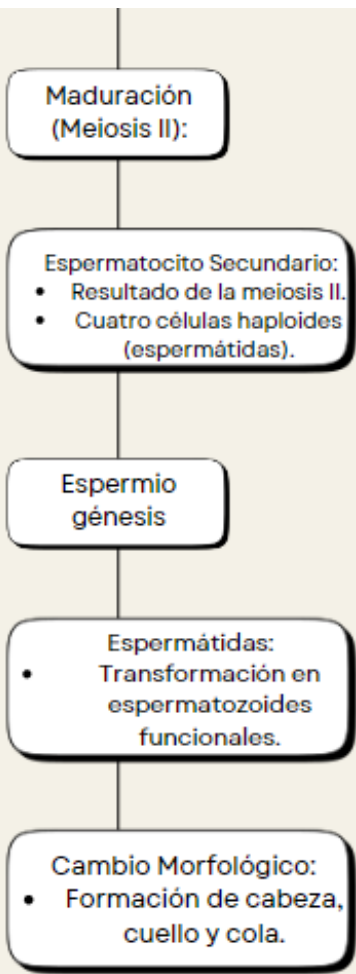 Maduración
(Meiosis II):
Espermatocito Secundario:
• Resultado de la meiosis II.
• Cuatro células haploides
(espermátidas).
Espermio
génesis
Espermátidas:
• Transformación en
espermatozoides
funcionales.
Cambio Morfológico:
• Formación de cabeza,
cuello y cola.